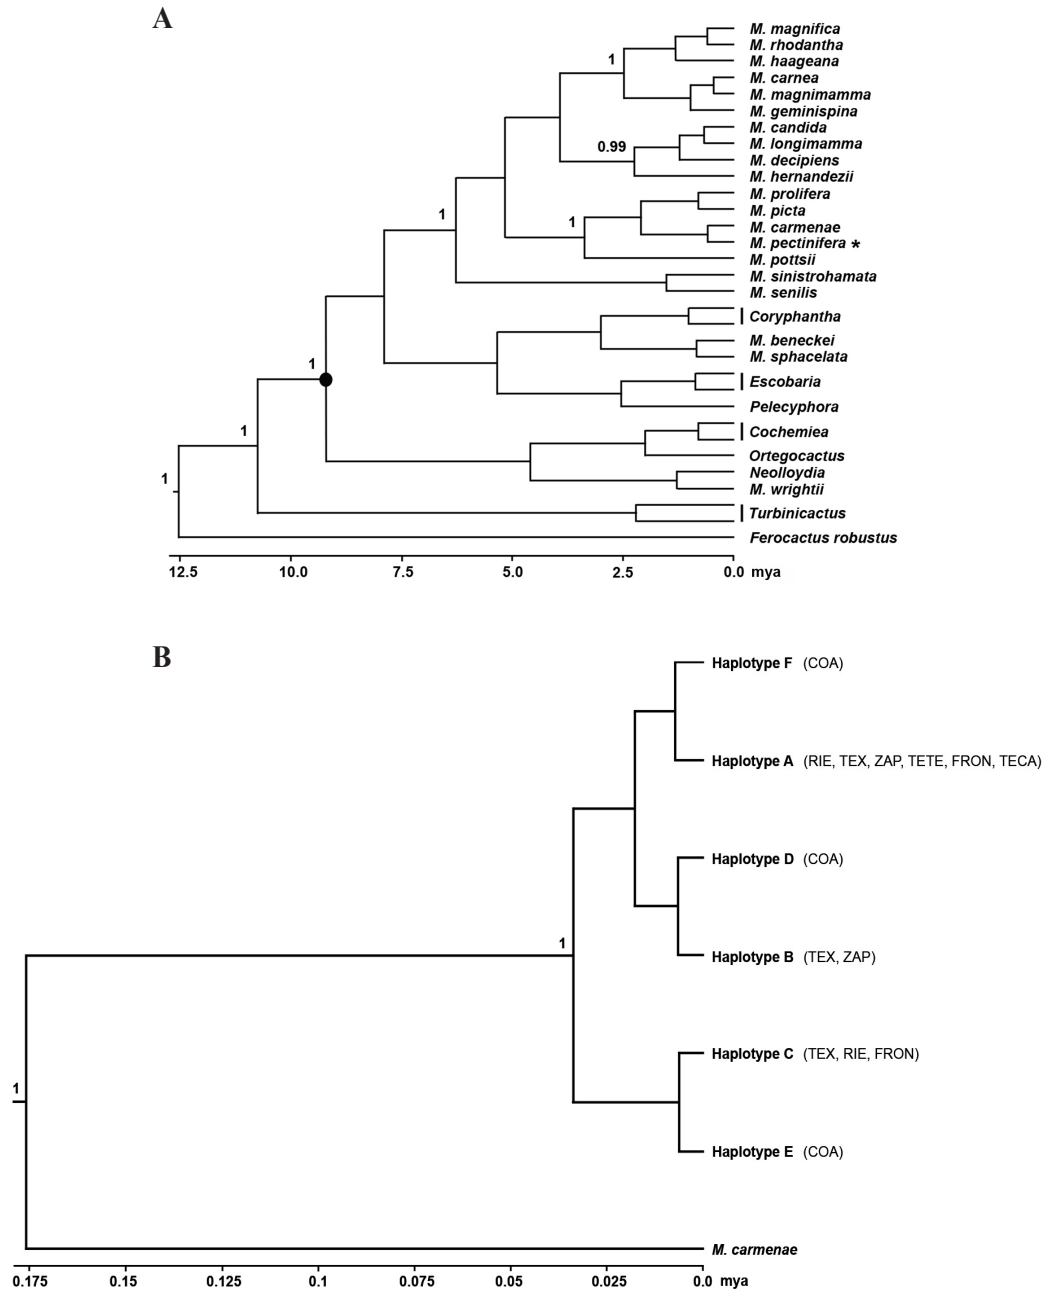 A
M. magnifica
M. rhodantha
M. haageana
1
M. carnea
M. magnimamma
M. geminispina
M. candida
M. longimamma
0.99
M. decipiens
M. hernandezii
M. prolifera
M. picta
1
1
M. carmenae
M. pectinifera *
M. pottsii
M. sinistrohamata
M. senilis
Coryphantha
M. beneckei
M. sphacelata
1
Escobaria
Pelecyphora
1
Cochemiea
Ortegocactus
Neolloydia
1
M. wrightii
Turbinicactus
Ferocactus robustus
12.5 10.0 7.5 5.0 2.5 0.0 mya
B
Haplotype F (COA)
Haplotype A (RIE, TEX, ZAP, TETE, FRON, TECA)
Haplotype D (COA)
1
Haplotype B (TEX, ZAP)
Haplotype C (TEX, RIE, FRON)
1
Haplotype E (COA)
M. carmenae
0.175 0.15 0.125 0.1 0.075 0.05 0.025 0.0 mya